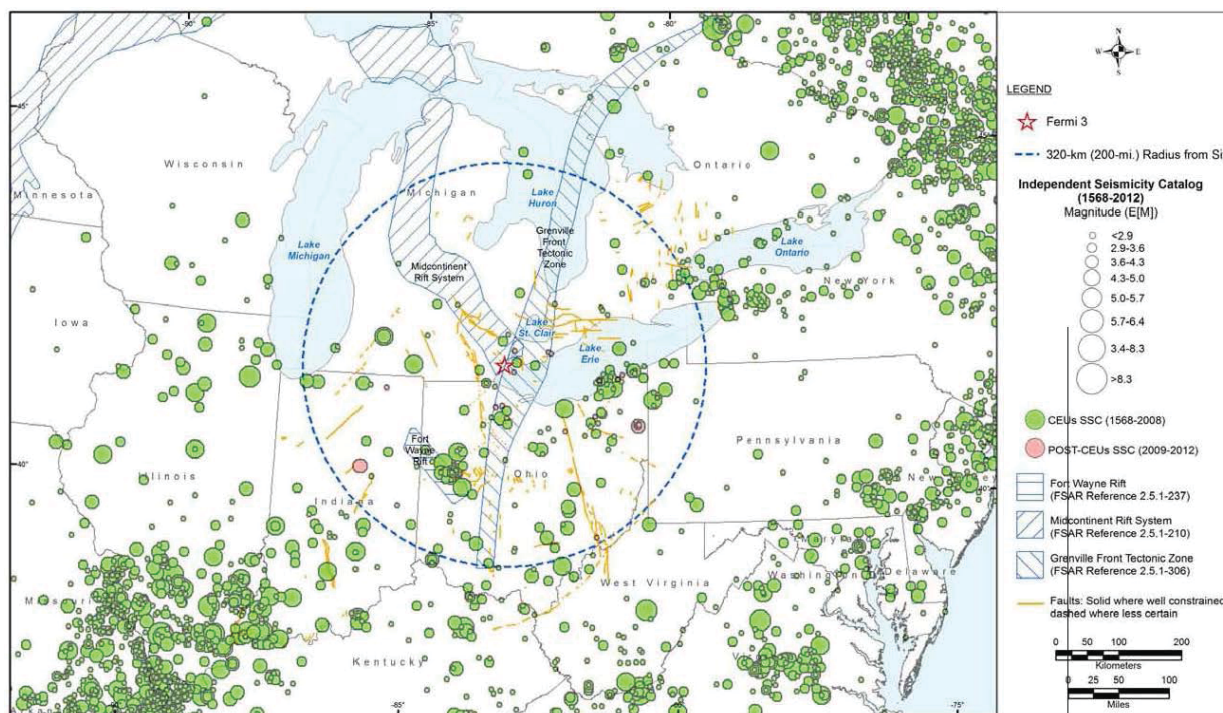 -90°
-85°
-80°
45°
Wisconsin
Minnesota
Michigan
Ontario
Lake
Huron
Grenville
Front
Tectonic
Zone
Lake
Michigan
Lake
Ontario
Midcontinent
Rift System
New York
Iowa
Lake
St. Clair
Lake
Erie
Pennsylvania
40°
Fort
Wayne
Rift
Ohio
Illinois
Indiana
40°
New Jersey
Maryland
Washington
Delaware
West Virginia
Missouri
Kentucky
-85°
-80°
-75°
N
W
E
S
LEGEND
Fermi 3
320-km (200-mi.) Radius from Si
Independent Seismicity Catalog
(1568-2012)
Magnitude (E[M])
<2.9
2.9-3.6
3.6-4.3
4.3-5.0
5.0-5.7
5.7-6.4
3.4-8.3
>8.3
CEUs SSC (1568-2008)
POST-CEUs SSC (2009-2012)
Fort Wayne Rift
(FSAR Reference 2.5.1-237)
Midcontinent Rift System
(FSAR Reference 2.5.1-210)
Grenville Front Tectonic Zone
(FSAR Reference 2.5.1-306)
Faults: Solid where well constrained
dashed where less certain
0 50 100 200
Kilometers
0 25 50 100
Miles